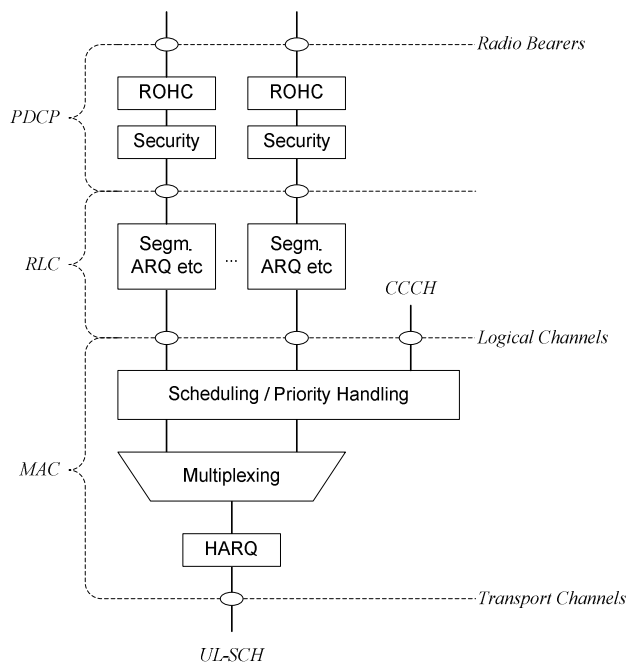 Radio Bearers
ROHC
ROHC
PDCP
Security
Security
Segm.
ARQ etc
...
Segm.
ARQ etc
RLC
CCCH
Logical Channels
Scheduling / Priority Handling
MAC
Multiplexing
HARQ
Transport Channels
UL-SCH